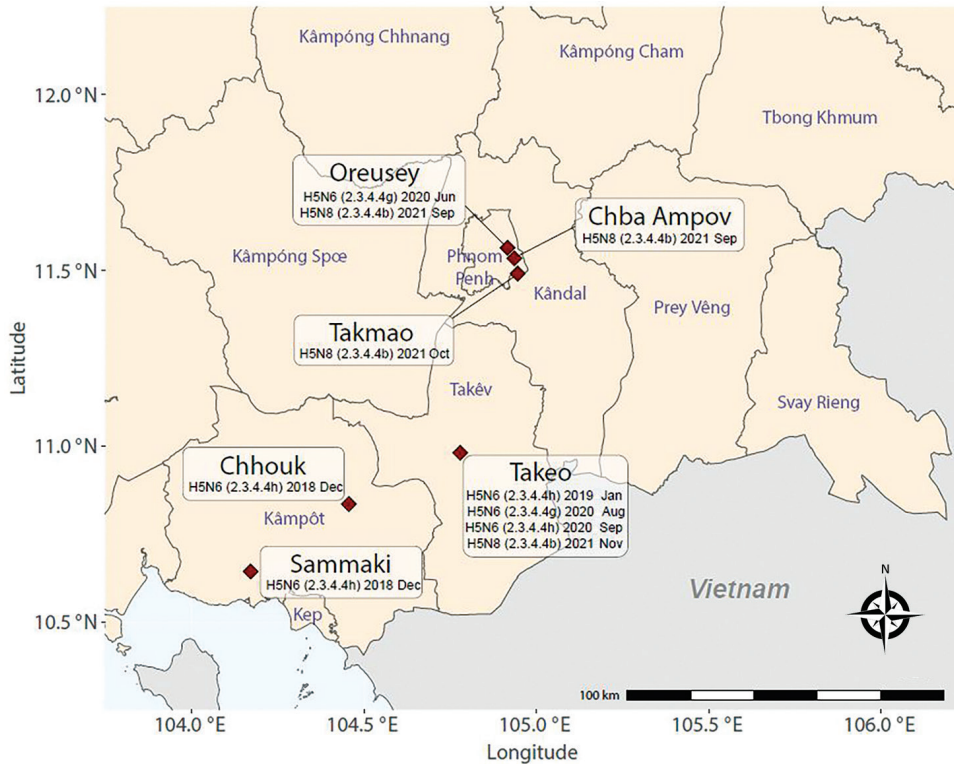 Kâmpóng Chhnang
Kâmpóng Cham
12.0 °N
Tbong Khmum
Oreusey
H5N6 (2.3.4.4g) 2020 Jun
H5N8 (2.3.4.4b) 2021 Sep
Chba Ampov
H5N8 (2.3.4.4b) 2021 Sep
Kâmpóng Spœ
Phnom
Penh
11.5 °N
Kândal
Prey Vêng
Takmao
H5N8 (2.3.4.4b) 2021 Oct
Latitude
Takêv
Svay Rieng
11.0 °N
Chhouk
H5N6 (2.3.4.4h) 2018 Dec
Takeo
H5N6 (2.3.4.4h) 2019 Jan
H5N6 (2.3.4.4g) 2020 Aug
H5N6 (2.3.4.4h) 2020 Sep
H5N8 (2.3.4.4b) 2021 Nov
Kâmpôt
Sammaki
H5N6 (2.3.4.4h) 2018 Dec
Kep
10.5 °N
Vietnam
N
100 km
104.0 °E
104.5 °E
105.0 °E
105.5 °E
106.0 °E
Longitude